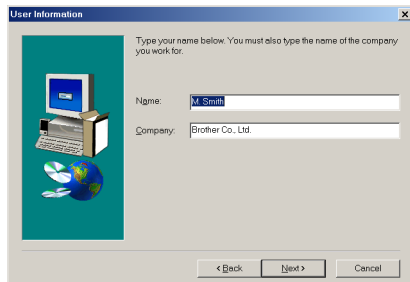 User Information
Type your name below. You must also type the name of the company
you work for.
Name:
M. Smith
Company:
Brother Co., Ltd.
< Back
Next >
Cancel